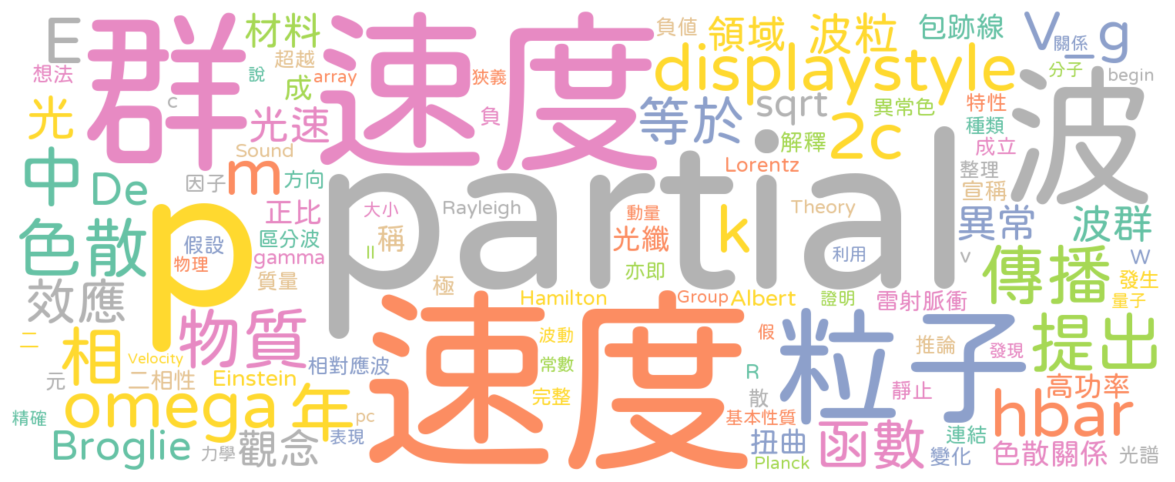 E
群速度
材料
超越
想法
說
array
成
狹義
負值
領域
波粒
包跡線
V_g
關係
displaystyle
分子
begin
光
c
光速
負
等於
sqrt
異常色
特性
波
Sound
2c
種類
解釋
成立
中
De
因子
m
方向
Lorentz
整理
宣稱
p
partial
正比
大小
Rayleigh
動量
Theory
異常
波群
色散
假設
區分波
稱
光纖
k
物理
gamma
ll
利用
v
w
亦即
傳播
發生
效應
質量
極
Hamilton
Group
Albert
證明
雷射脈衝
量子
二
相
物質
速度
波動
假
粒子
推論
提出
Velocity
相對應波
常數
發現
元
二相性
Einstein
R
靜止
高功率
omega
年
完整
散
hbar
精確
pc
基本性質
Broglie
力學
觀念
表現
扭曲
函數
連結
Planck
變化
色散關係
光譜